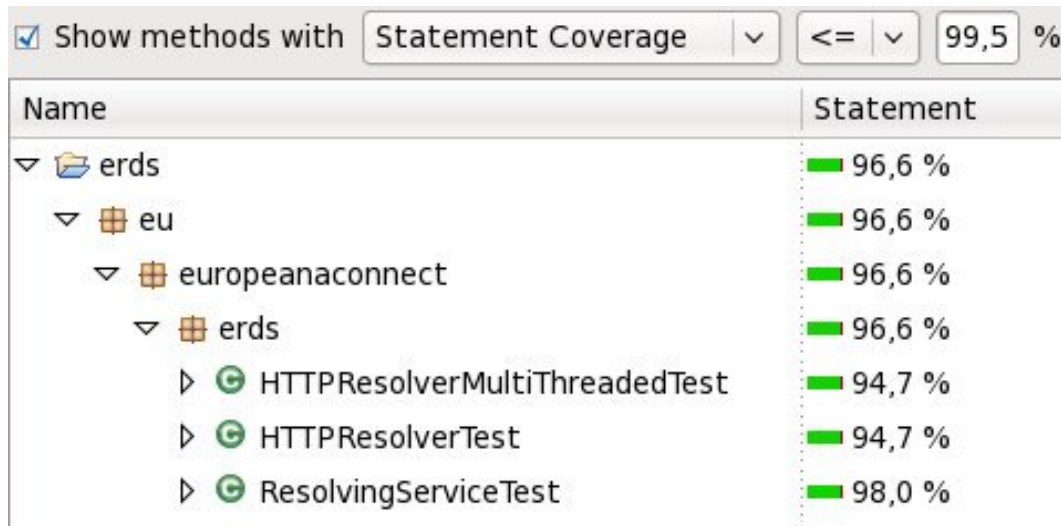 Show methods with Statement Coverage <= 99,5 %
Name Statement
erds 96,6 %
eu 96,6 %
europeanaconnect 96,6 %
erds 96,6 %
HTTPResolverMultiThreadedTest 94,7 %
HTTPResolverTest 94,7 %
ResolvingServiceTest 98,0 %